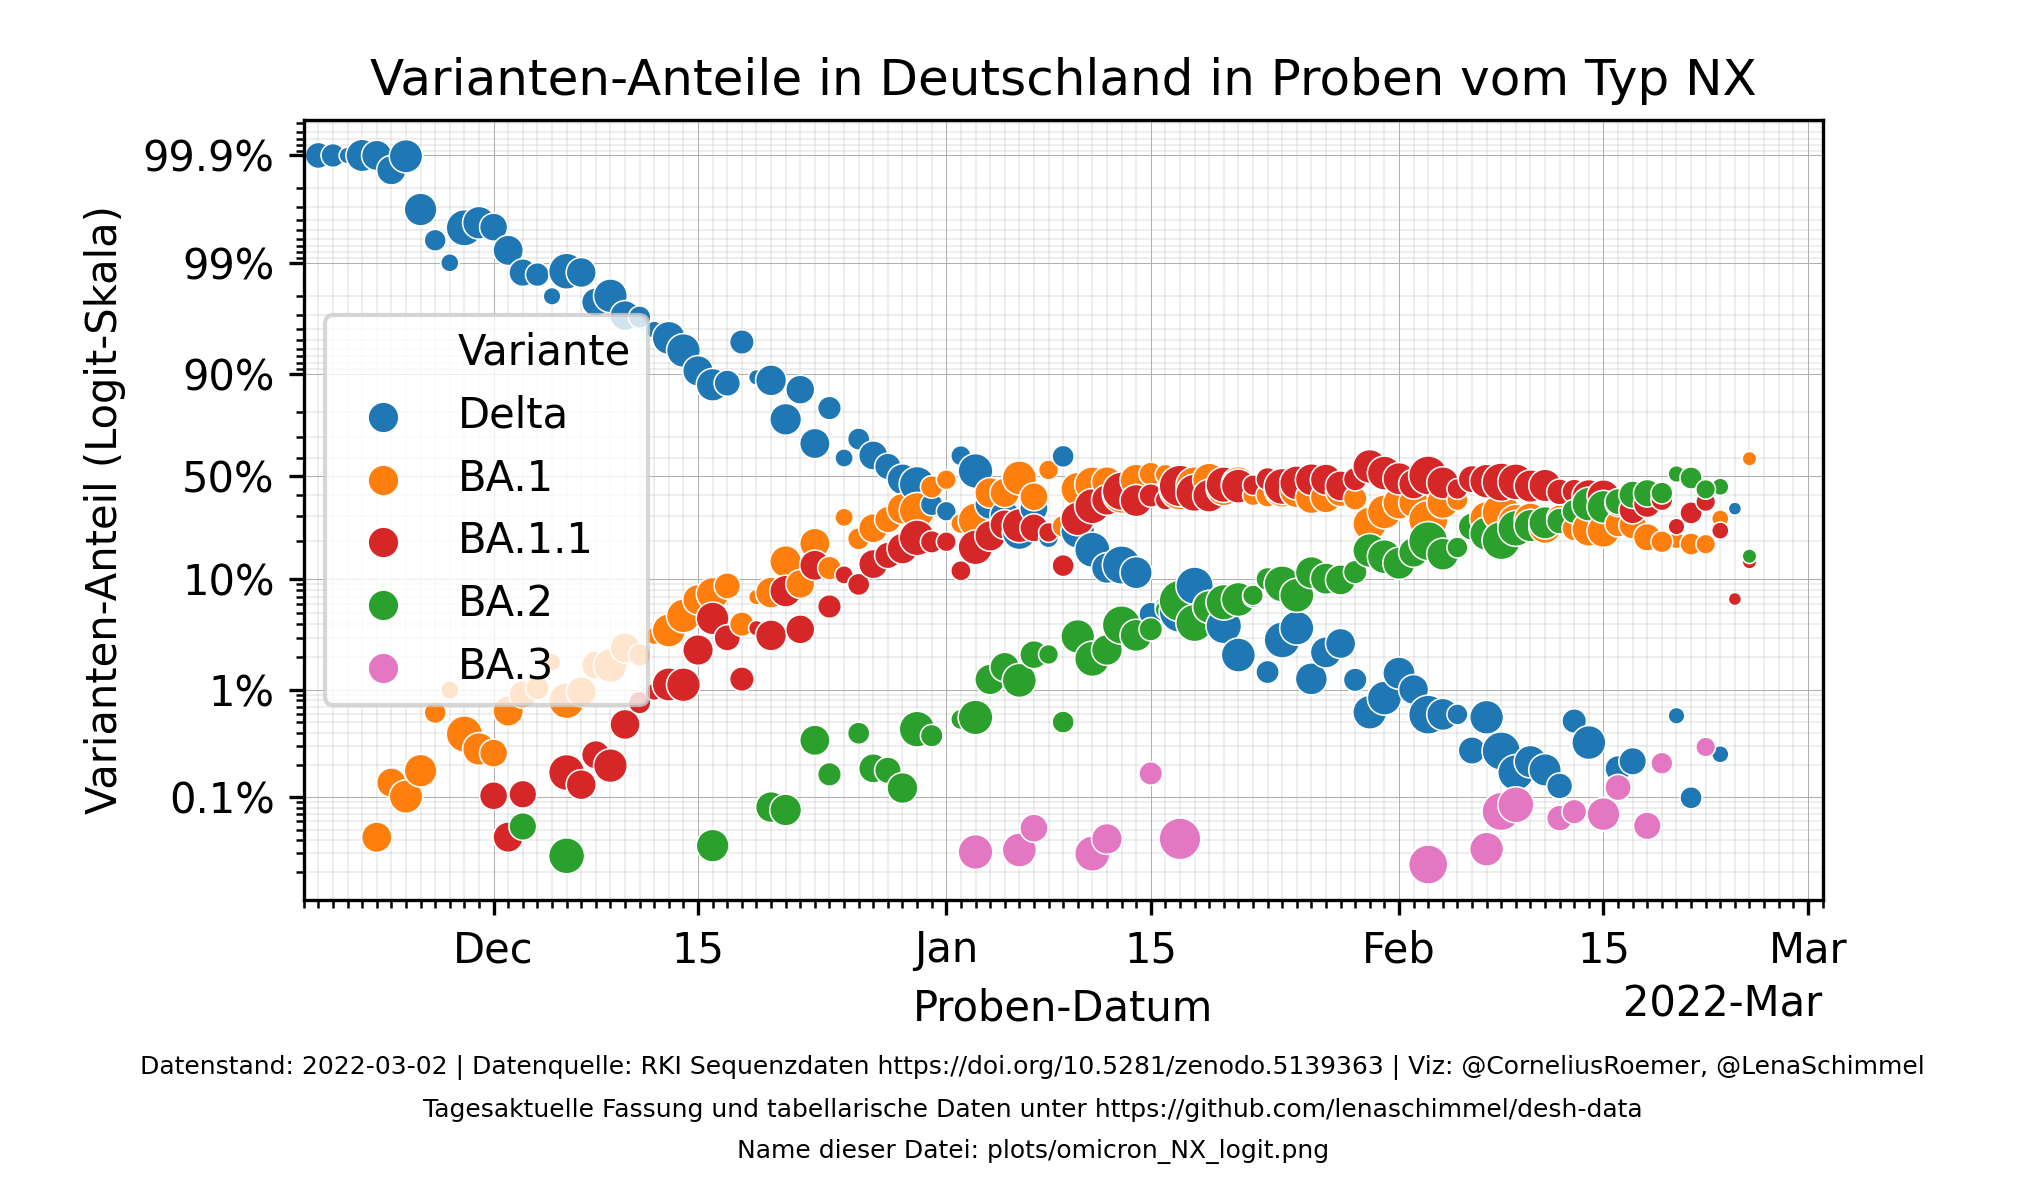 Varianten-Anteile in Deutschland in Proben vom Typ NX
Varianten-Anteil (Logit-Skala)
99.9%
99%
90%
50%
10%
1%
0.1%
Variante
Delta
BA.1
BA.1.1
BA.2
BA.3
Dec 15 Jan 15 Feb 15 Mar
Proben-Datum
2022-Mar
Datenstand: 2022-03-02 | Datenquelle: RKI Sequenzdaten https://doi.org/10.5281/zenodo.5139363 | Viz: @CorneliusRoemer, @LenaSchimmel
Tagesaktuelle Fassung und tabellarische Daten unter https://github.com/lenaschimmel/desh-data
Name dieser Datei: plots/omicron_NX_logit.png